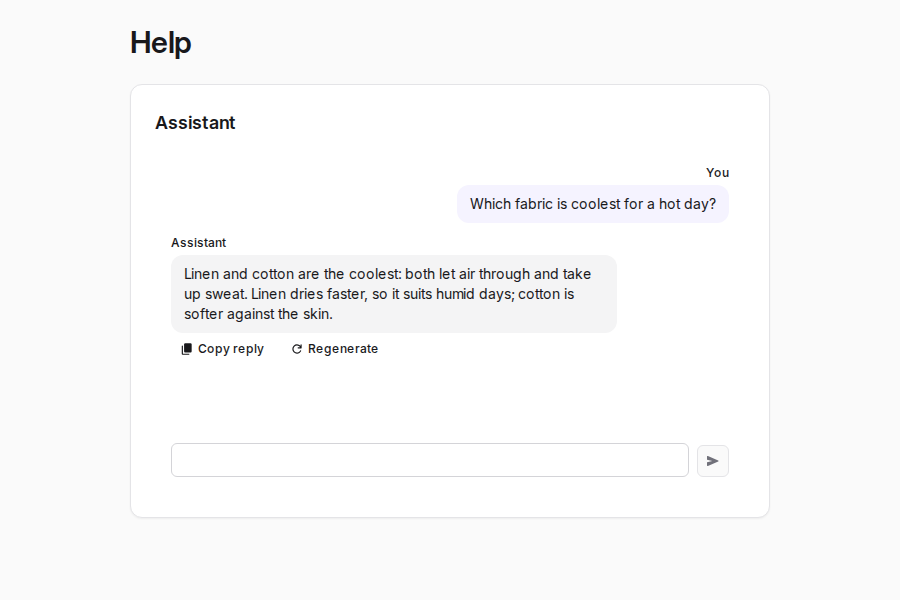 Help
Assistant
You
Which fabric is coolest for a hot day?
Assistant
Linen and cotton are the coolest: both let air through and take
up sweat. Linen dries faster, so it suits humid days; cotton is
softer against the skin.
Copy reply
Regenerate